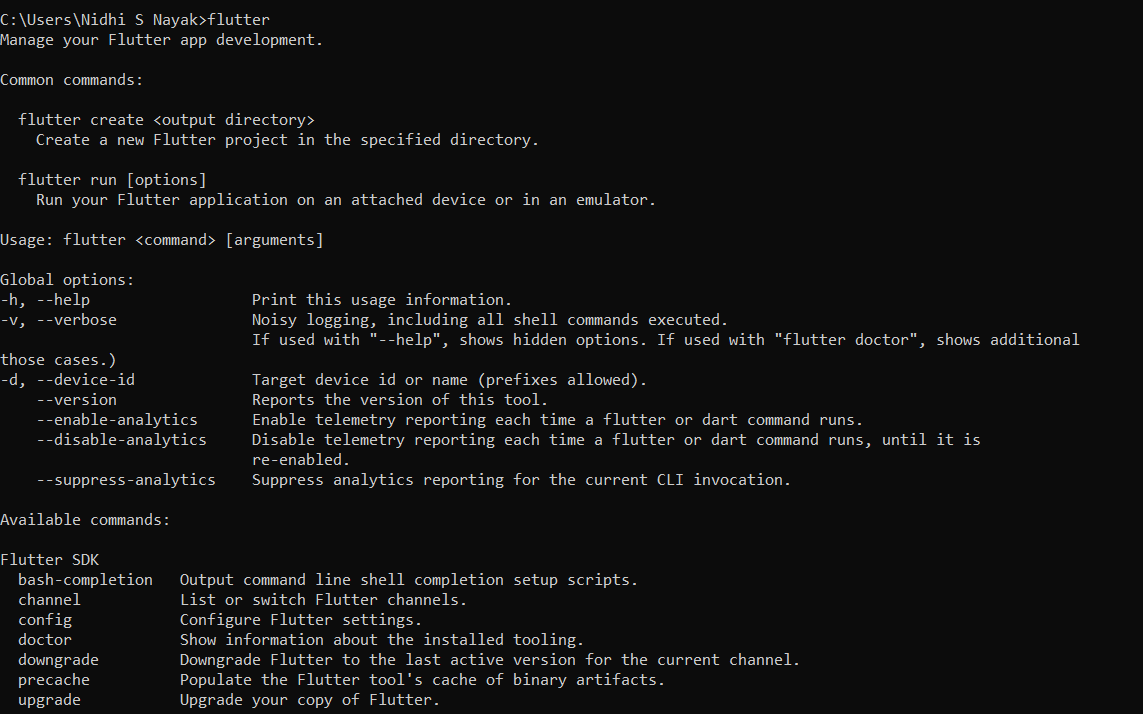 C:\Users\Nidhi S Nayak>flutter
Manage your Flutter app development.
Common commands:
flutter create <output directory>
Create a new Flutter project in the specified directory.
flutter run [options]
Run your Flutter application on an attached device or in an emulator.
Usage: flutter <command> [arguments]
Global options:
-h, --help                  Print this usage information.
-v, --verbose               Noisy logging, including all shell commands executed.
If used with "--help", shows hidden options. If used with "flutter doctor", shows additional
those cases.)
-d, --device-id             Target device id or name (prefixes allowed).
--version               Reports the version of this tool.
--enable-analytics      Enable telemetry reporting each time a flutter or dart command runs.
--disable-analytics     Disable telemetry reporting each time a flutter or dart command runs, until it is
re-enabled.
--suppress-analytics    Suppress analytics reporting for the current CLI invocation.
Available commands:
Flutter SDK
bash-completion   Output command line shell completion setup scripts.
channel           List or switch Flutter channels.
config            Configure Flutter settings.
doctor            Show information about the installed tooling.
downgrade         Downgrade Flutter to the last active version for the current channel.
precache          Populate the Flutter tool's cache of binary artifacts.
upgrade           Upgrade your copy of Flutter.